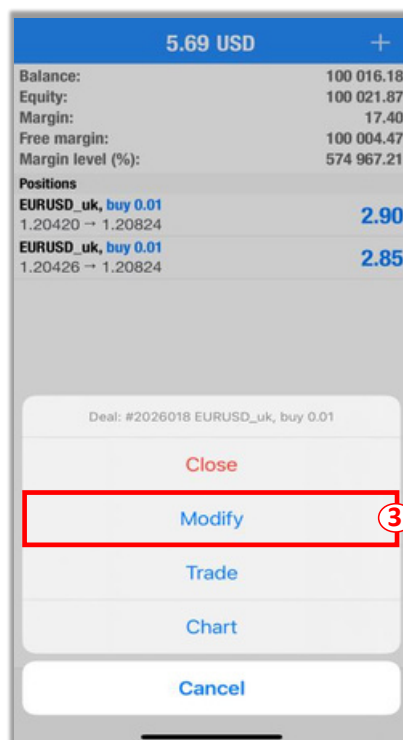 5.69 USD +
Balance: 100 016.18
Equity: 100 021.87
Margin: 17.40
Free margin: 100 004.47
Margin level (%): 574 967.21
Positions
EURUSD_uk, buy 0.01
1.20420 → 1.20824 2.90
EURUSD_uk, buy 0.01
1.20426 → 1.20824 2.85
Deal: #2026018 EURUSD_uk, buy 0.01
Close
Modify ③
Trade
Chart
Cancel